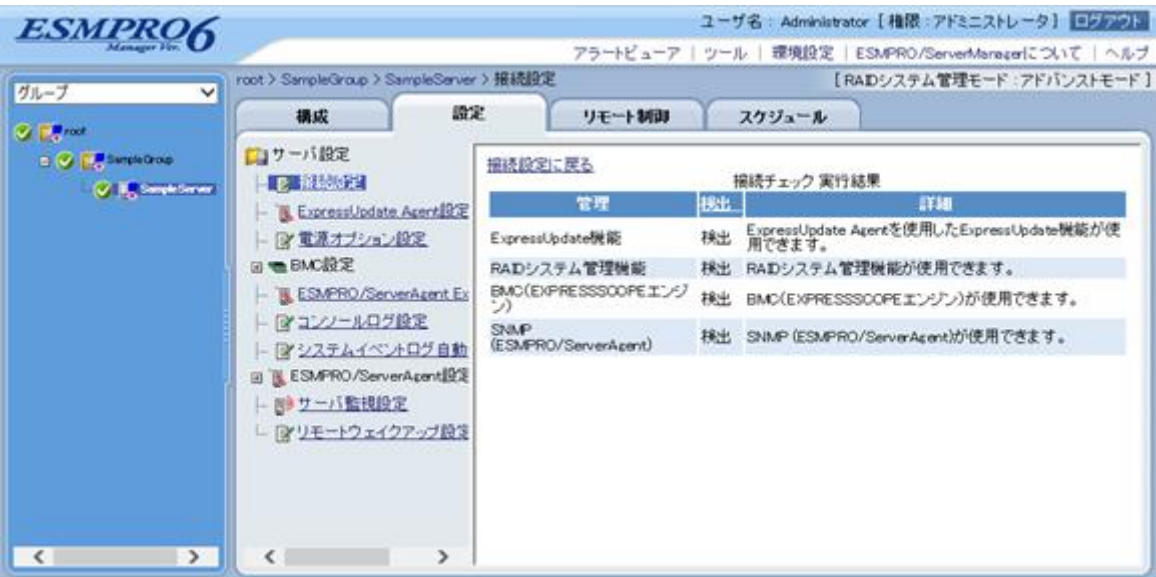 ESMPRO6
Manager Ver.
ユーザ名 : Administrator [ 権限 : アドミニストレータ ] ログアウト
アラートビューア | ツール | 環境設定 | ESMPRO/ServerManagerについて | ヘルプ
グループ
root
SampleGroup
SampleServer
root > SampleGroup > SampleServer > 接続設定
[ RAIDシステム管理モード : アドバンストモード ]
構成
設定
リモート制御
スケジュール
サーバ設定
接続設定
ExpressUpdate Agent設定
電源オプション設定
BMC設定
ESMPRO/ServerAgent Ex
コンソールログ設定
システムイベントログ自動
ESMPRO/ServerAgent設定
サーバ監視設定
リモートウェイクアップ設定
接続設定に戻る
接続チェック 実行結果
管理 検出 詳細
ExpressUpdate機能 検出 ExpressUpdate Agentを使用したExpressUpdate機能が使
用できます。
RAIDシステム管理機能 検出 RAIDシステム管理機能が使用できます。
BMC(EXPRESSSCOPEエンジ
ン) 検出 BMC(EXPRESSSCOPEエンジン)が使用できます。
SNMP
(ESMPRO/ServerAgent) 検出 SNMP (ESMPRO/ServerAgent)が使用できます。